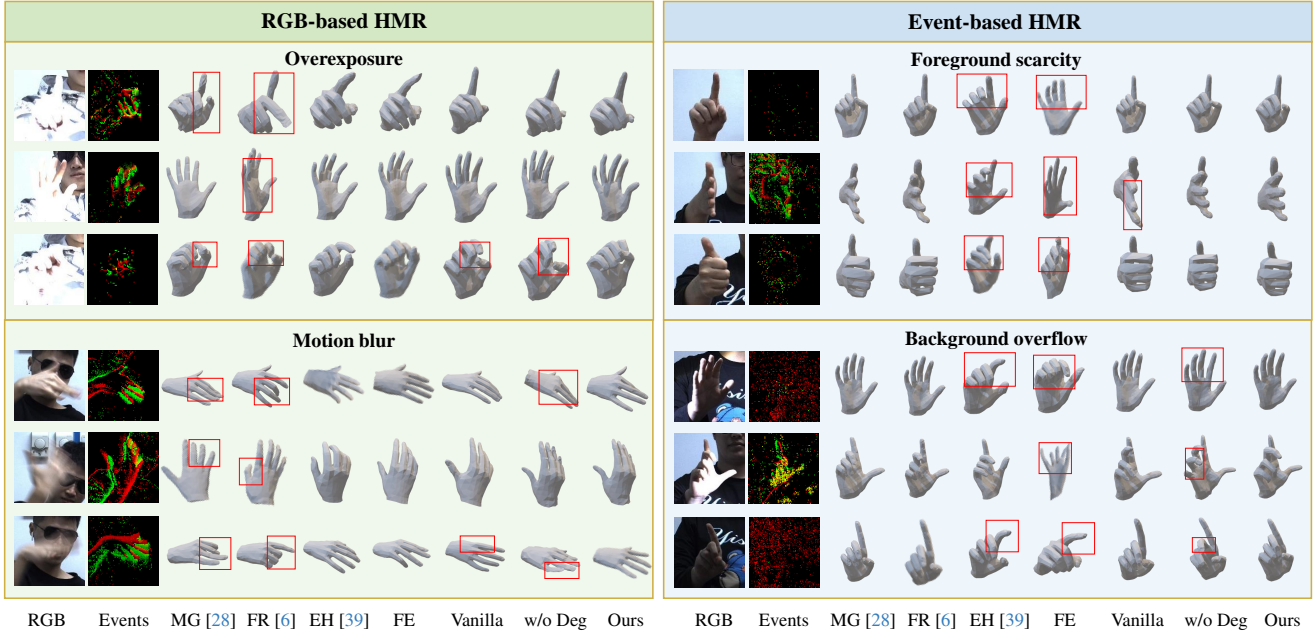 RGB-based HMR
Overexposure
Motion blur
RGB Events MG [28] FR [6] EH [39] FE Vanilla w/o Deg Ours
Event-based HMR
Foreground scarcity
Background overflow
RGB Events MG [28] FR [6] EH [39] FE Vanilla w/o Deg Ours